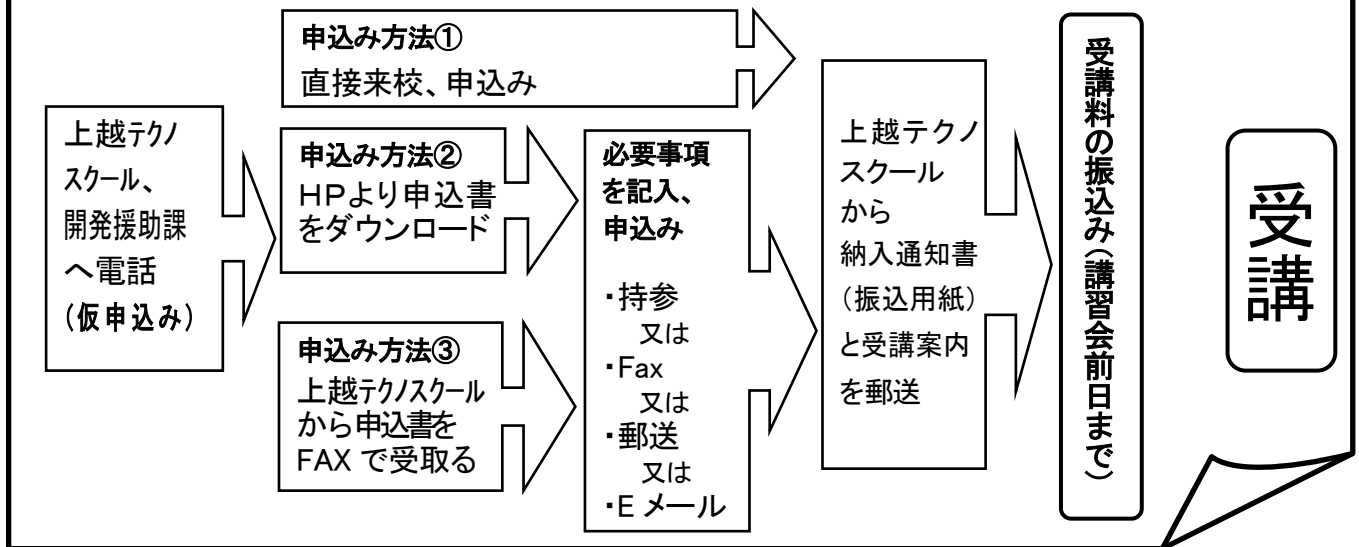 上越テクノ
スクール、
開発援助課
へ電話
(仮申込み)
申込み方法①
直接来校、申込み
申込み方法②
HPより申込書
をダウンロード
申込み方法③
上越テクノスクール
から申込書を
FAX で受取る
必要事項
を記入、
申込み
・持参
又は
・Fax
又は
・郵送
又は
・E メール
上越テクノ
スクール
から
納入通知書
(振込用紙)
と受講案内
を郵送
受講料の振込み(講習会前日まで)
受講